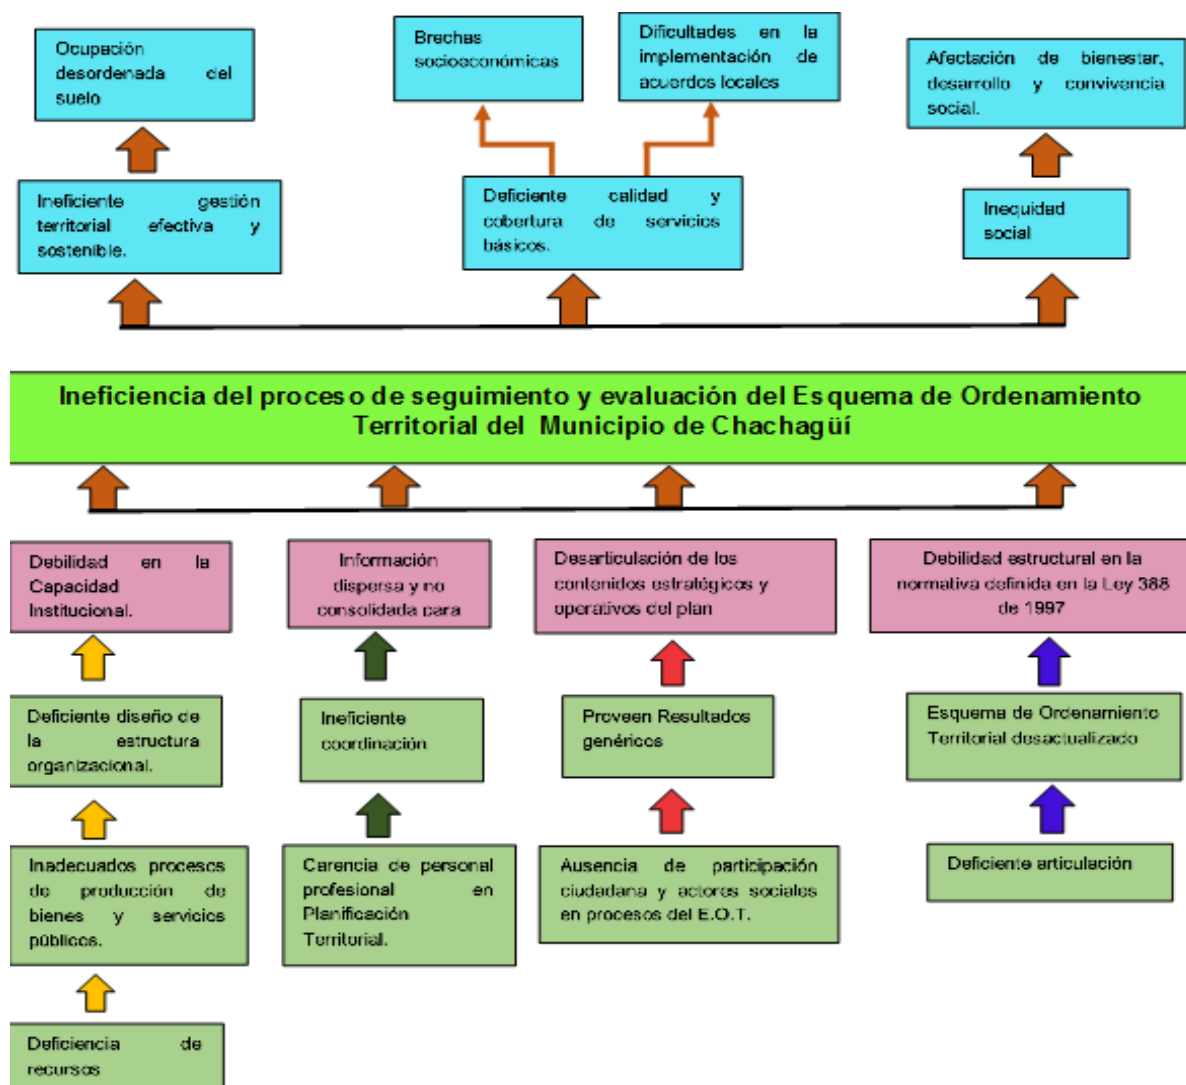 Ocupación
desordenada del
suelo
Brechas
socioeconómicas
Dificultades en la
implementación de
acuerdos locales
Afectación de bienestar,
desarrollo y convivencia
social.
Ineficiente gestión
territorial efectiva y
sostenible.
Deficiente calidad y
cobertura de servicios
básicos.
Inequidad
social
Ineficiencia del proceso de seguimiento y evaluación del Esquema de Ordenamiento
Territorial del Municipio de Chachagüí
Debilidad en la
Capacidad
Institucional.
Información
dispersa y no
consolidada para
Desarticulación de los
contenidos estratégicos y
operativos del plan
Debilidad estructural en la
normativa definida en la Ley 388
de 1997
Deficiente diseño de
la estructura
organizacional.
Ineficiente
coordinación
Proveen Resultados
genéricos
Esquema de Ordenamiento
Territorial desactualizado
Inadecuados procesos
de producción de
bienes y servicios
públicos.
Carencia de personal
profesional en
Planificación
Territorial.
Ausencia de participación
ciudadana y actores sociales
en procesos del E.O.T.
Deficiente articulación
Deficiencia de
recursos